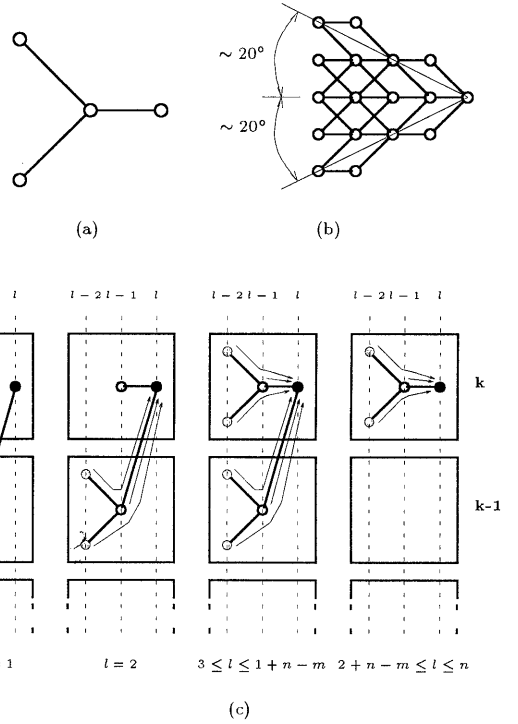 ∼ 20°
∼ 20°
(a) (b)
l l − 2 l − 1 l l − 2 l − 1 l l − 2 l − 1 l
k
k-1
1 l = 2 3 ≤ l ≤ 1 + n − m 2 + n − m ≤ l ≤ n
(c)